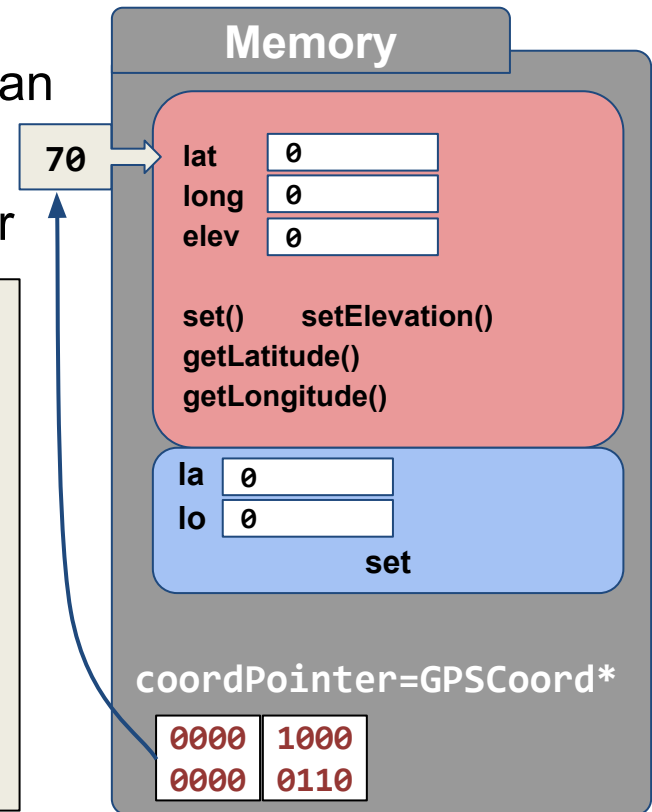 Memory
an
70
r
lat 0
long 0
elev 0
set() setElevation()
getLatitude()
getLongitude()
la 0
lo 0
set
coordPointer=GPSCoord*
0000 1000
0000 0110